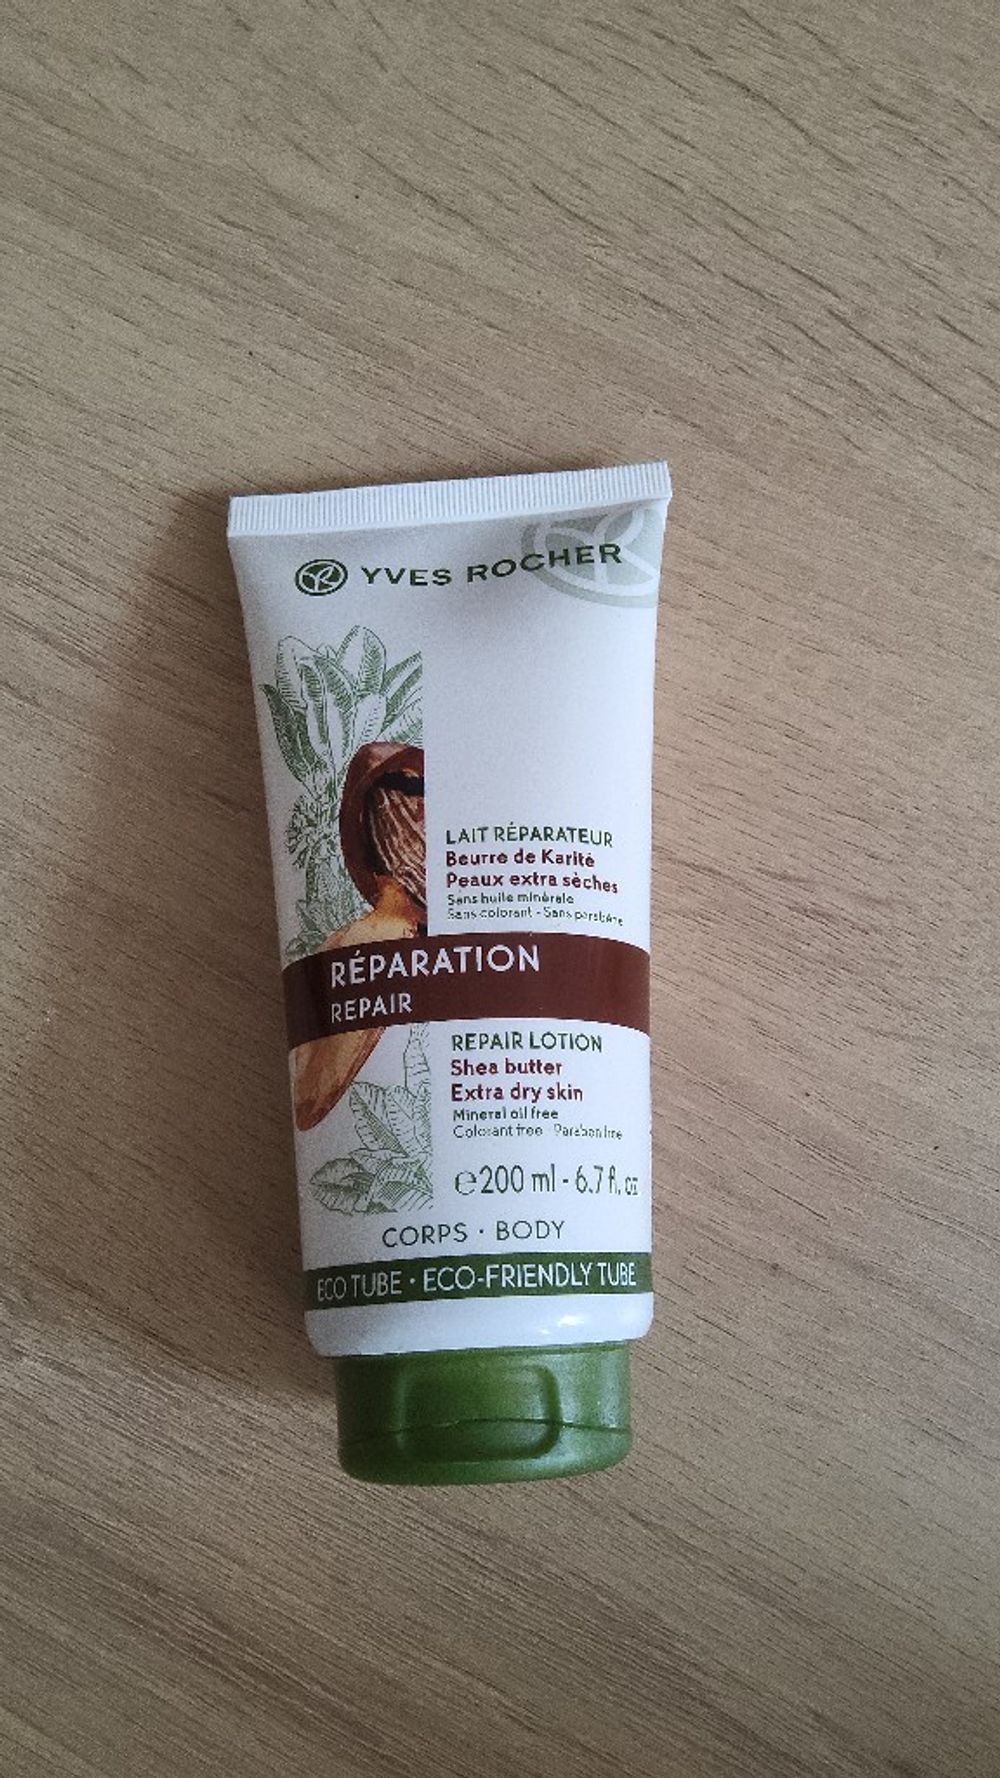 YVES ROCHER
LAIT RÉPARATEUR
Beurre de Karité
Peaux extra sèches
Sans huile minérale
Sans colorant - Sans parabène
RÉPARATION
REPAIR
REPAIR LOTION
Shea butter
Extra dry skin
Mineral oil free
Colorant free - Paraben free
e 200 ml - 6.7 fl. oz
CORPS · BODY
ECO TUBE · ECO-FRIENDLY TUBE